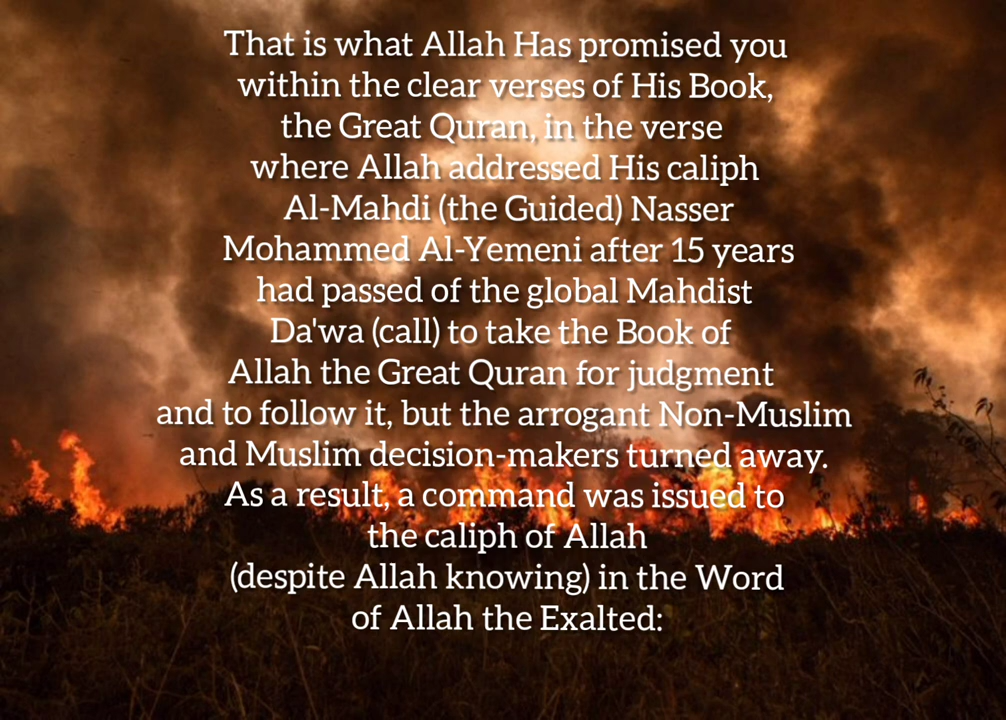 That is what Allah Has promised you
within the clear verses of His Book,
the Great Quran, in the verse
where Allah addressed His caliph
Al-Mahdi (the Guided) Nasser
Mohammed Al-Yemeni after 15 years
had passed of the global Mahdist
Da'wa (call) to take the Book of
Allah the Great Quran for judgment
and to follow it, but the arrogant Non-Muslim
and Muslim decision-makers turned away.
As a result, a command was issued to
the caliph of Allah
(despite Allah knowing) in the Word
of Allah the Exalted: